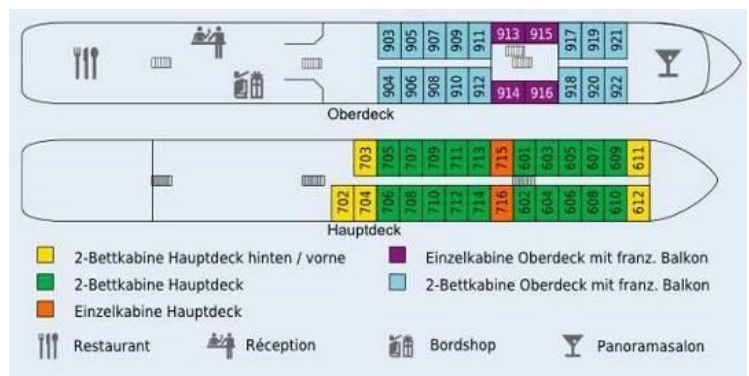 903 905 907 909 911 913 915 917 919 921
904 906 908 910 912 914 916 918 920 922
Oberdeck
703 705 707 709 711 713 715 601 603 605 607 609 611
702 704 706 708 710 712 714 716 602 604 606 608 610 612
Hauptdeck
2-Bettkabine Hauptdeck hinten / vorne
Einzelkabine Oberdeck mit franz. Balkon
2-Bettkabine Hauptdeck
2-Bettkabine Oberdeck mit franz. Balkon
Einzelkabine Hauptdeck
Restaurant
Réception
Bordshop
Panoramasalon